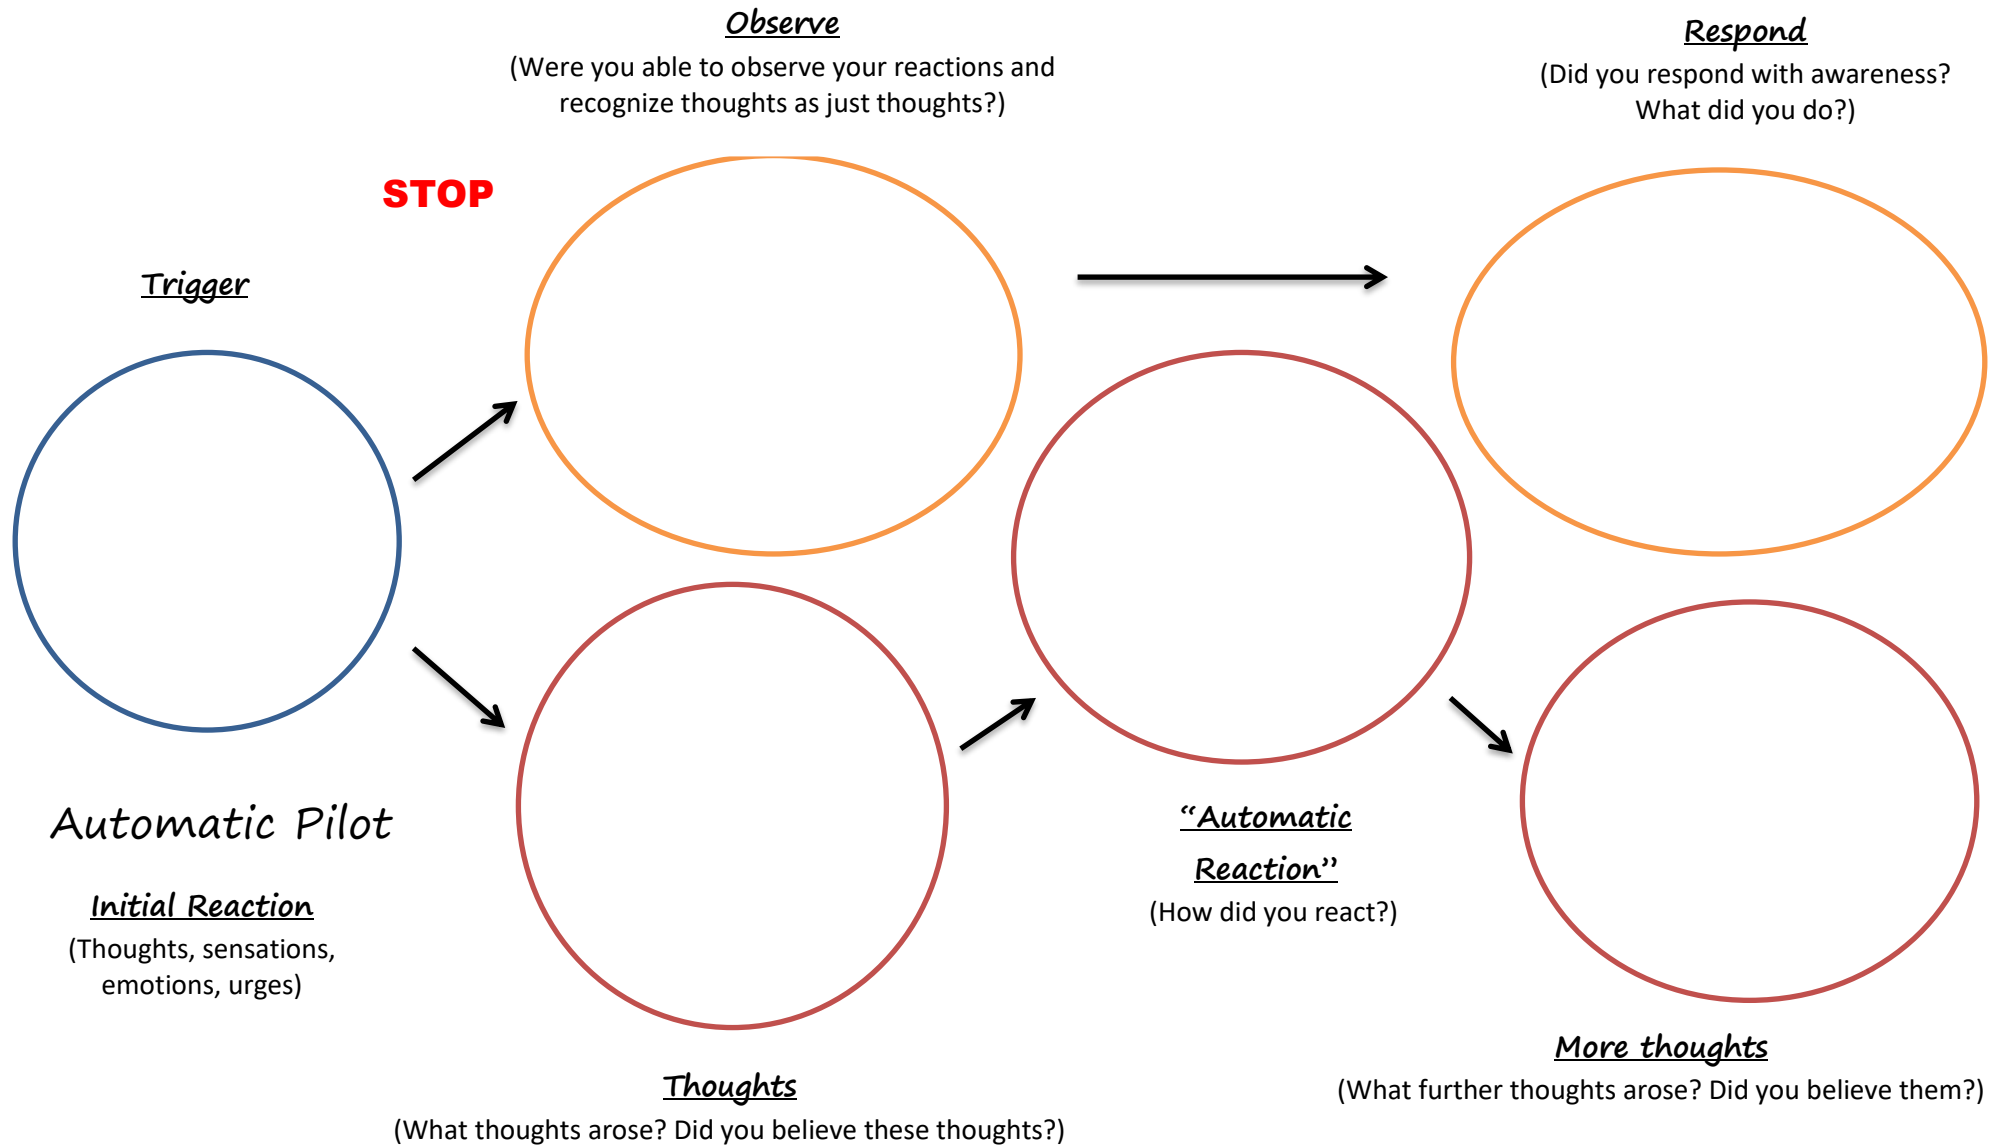 Observe
(Were you able to observe your reactions and
recognize thoughts as just thoughts?)
Respond
(Did you respond with awareness?
What did you do?)
STOP
Trigger
Automatic Pilot
Initial Reaction
(Thoughts, sensations,
emotions, urges)
“Automatic
Reaction”
(How did you react?)
Thoughts
(What thoughts arose? Did you believe these thoughts?)
More thoughts
(What further thoughts arose? Did you believe them?)